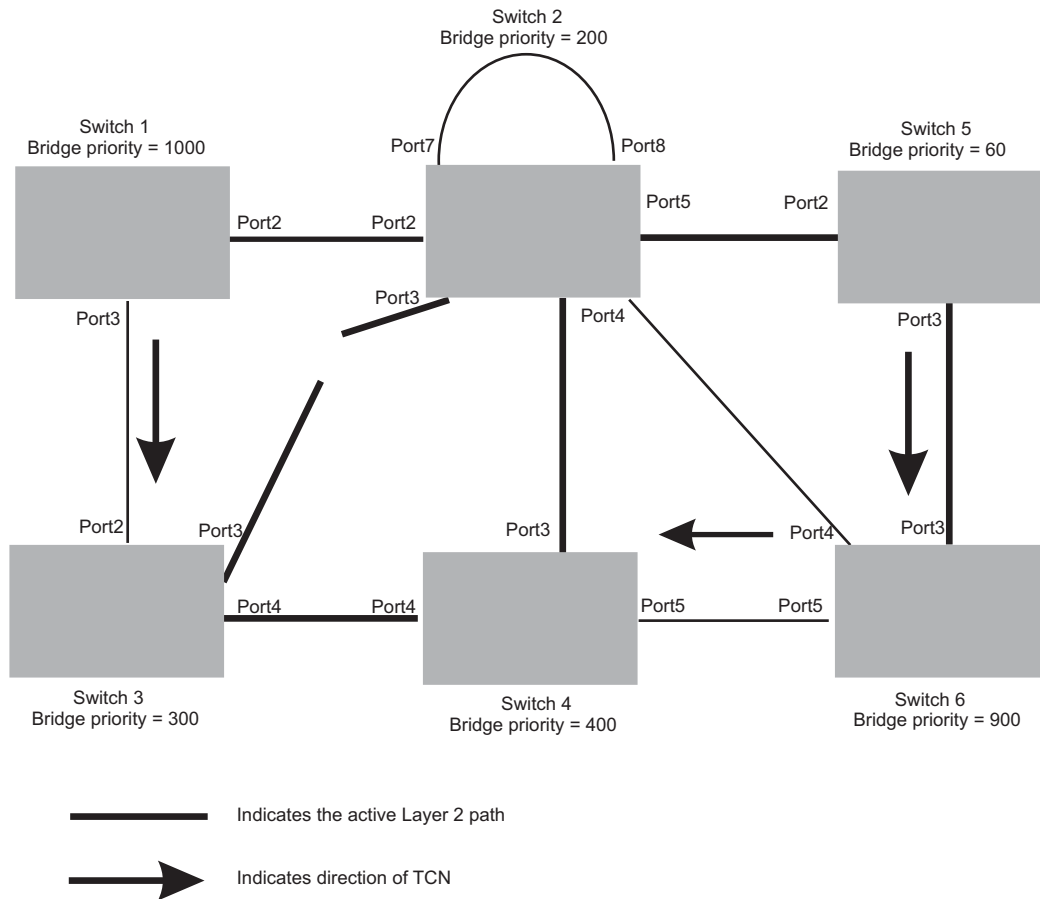 Switch 2
Bridge priority = 200
Switch 1
Bridge priority = 1000
Switch 5
Bridge priority = 60
Port7
Port8
Port2
Port2
Port5
Port2
Port3
Port3
Port4
Port3
Port2
Port3
Port3
Port4
Port3
Port4
Port4
Port5
Port5
Switch 3
Bridge priority = 300
Switch 4
Bridge priority = 400
Switch 6
Bridge priority = 900
Indicates the active Layer 2 path
Indicates direction of TCN